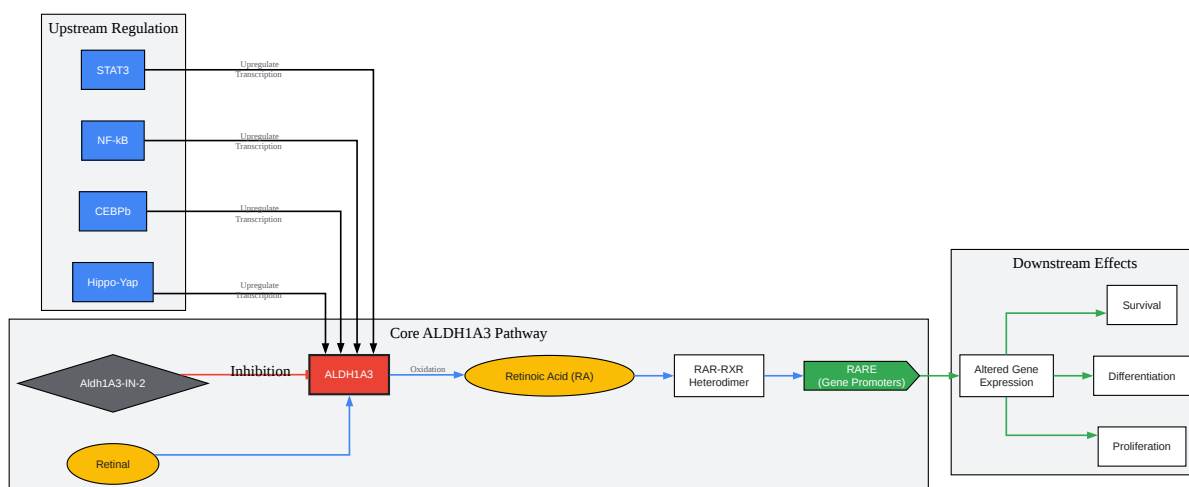 Upstream Regulation
STAT3
Upregulate
Transcription
NF-kB
Upregulate
Transcription
CEBPb
Upregulate
Transcription
Hippo-Yap
Upregulate
Transcription
Core ALDH1A3 Pathway
Aldh1A3-IN-2
Inhibition
ALDH1A3
Oxidation
Retinoic Acid (RA)
RAR-RXR
Heterodimer
RARE
(Gene Promoters)
Retinal
Downstream Effects
Altered Gene
Expression
Survival
Differentiation
Proliferation